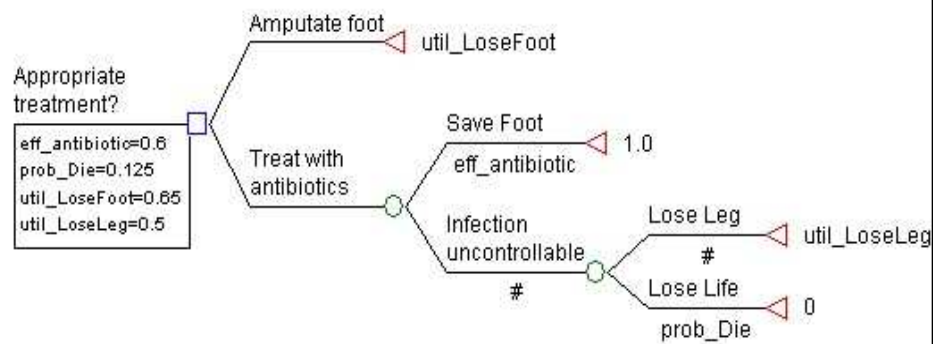 Amputate foot
util_LoseFoot
Appropriate
treatment?
eff_antibiotic=0.6
prob_Die=0.125
util_LoseFoot=0.65
util_LoseLeg=0.5
Treat with
antibiotics
Save Foot
eff_antibiotic
1.0
Infection
uncontrollable
#
Lose Leg
#
util_LoseLeg
Lose Life
prob_Die
0